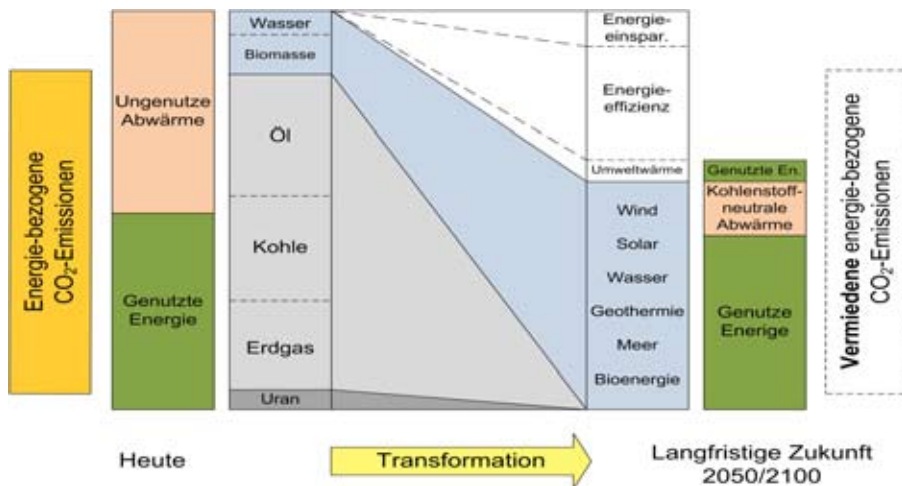 Energie-bezogene
CO₂-Emissionen
Ungenutze
Abwärme
Genutzte
Energie
Wasser
Biomasse
Öl
Kohle
Erdgas
Uran
Energie-
einspar.
Energie-
effizienz
Umweltwärme
Wind
Solar
Wasser
Geothermie
Meer
Bioenergie
Genutzte En.
Kohlenstoff-
neutrale
Abwärme
Genutze
Enerige
Vermiedene energie-bezogene
CO₂-Emissionen
Heute
Transformation
Langfristige Zukunft
2050/2100